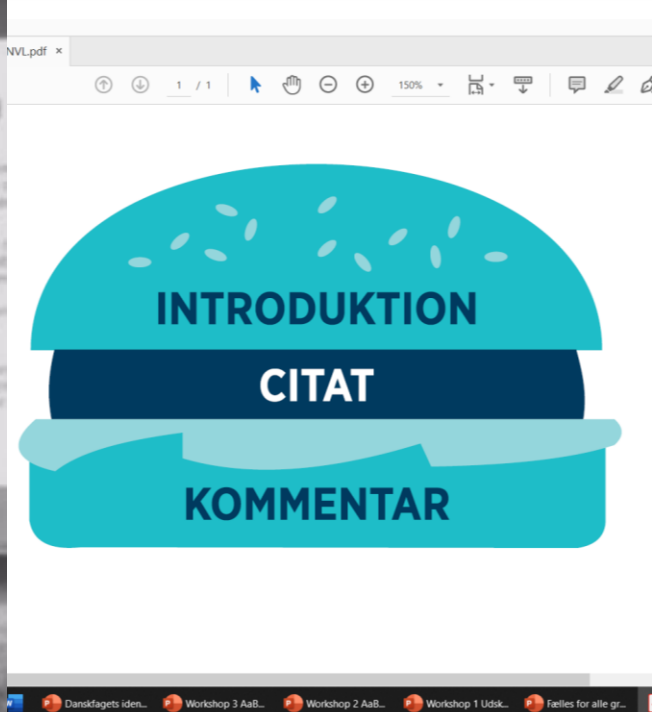 NVL.pdf ×
1 / 1
150%
INTRODUKTION
CITAT
KOMMENTAR
Danskfagets iden...
Workshop 3 AaB...
Workshop 2 AaB...
Workshop 1 Udsk...
Fælles for alle gr...